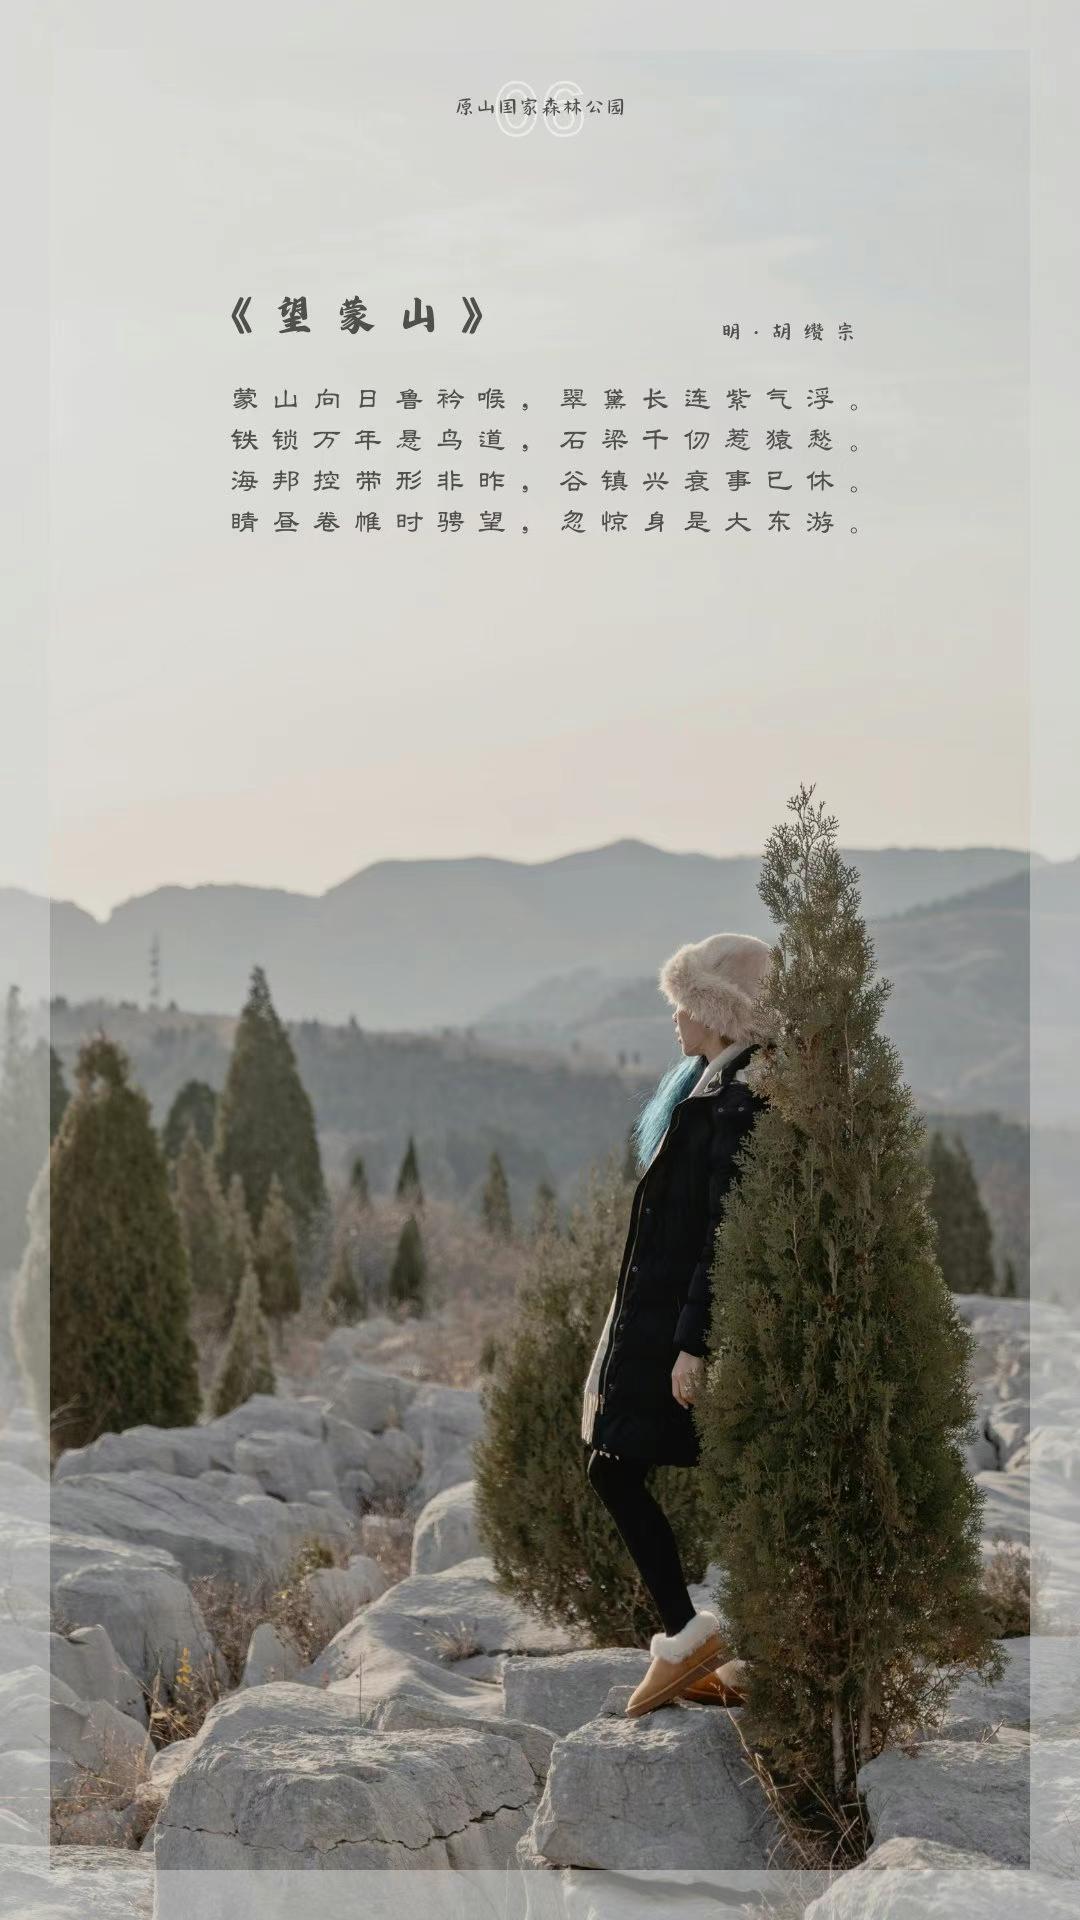 06
原山国家森林公园
《望蒙山》
明·胡缵宗
蒙山向日鲁衿喉，翠黛长连紫气浮。
铁锁万年悬鸟道，石梁千仞惹猿愁。
海邦控带形非昨，谷镇兴衰事已休。
晴昼卷帷时骋望，忽惊身是大东游。